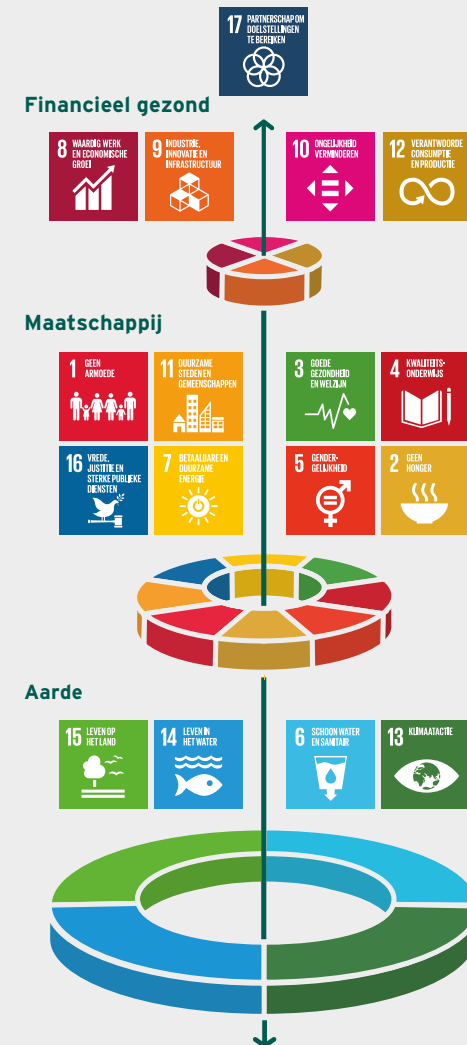 17 PARTNERSCHAP OM
DOELSTELLINGEN
TE BEREIKEN
Financieel gezond
8 WAARDIG WERK
EN ECONOMISCHE
GROEI
9 INDUSTRIE,
INNOVATIE EN
INFRASTRUCTUUR
10 ONGELIJKHEID
VERMINDEREN
12 VERANTWOORDE
CONSUMPTIE
EN PRODUCTIE
Maatschappij
1 GEEN
ARMOEDE
11 DUURZAME
STEDEN EN
GEMEENSCHAPPEN
3 GOEDE
GEZONDHEID
EN WELZIJN
4 KWALITEITS-
ONDERWIJS
16 VREDE,
JUSTITIE EN
STERKE PUBLIEKE
DIENSTEN
7 BETAALBARE EN
DUURZAME
ENERGIE
5 GENDER-
GELIJKHEID
2 GEEN
HONGER
Aarde
15 LEVEN OP
HET LAND
14 LEVEN IN
HET WATER
6 SCHOON WATER
EN SANITAIR
13 KLIMAATACTIE